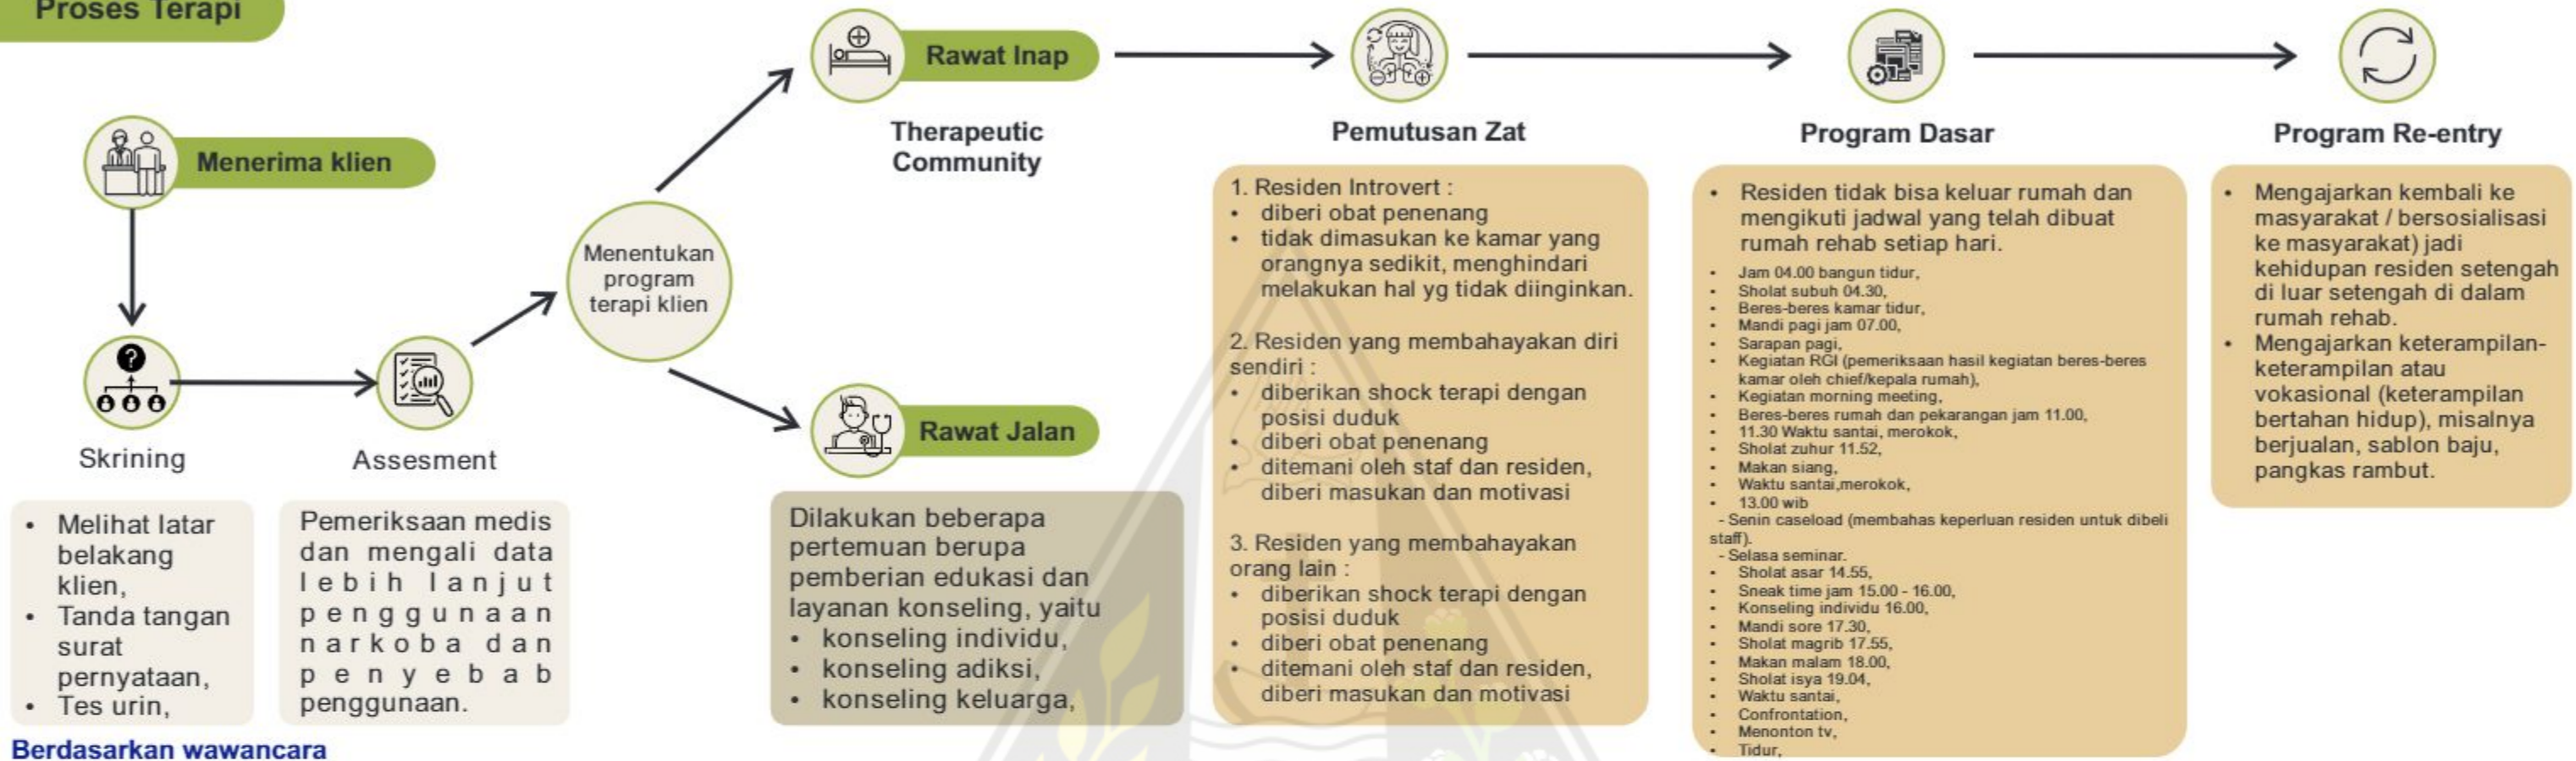 Proses Terapi
Menerima klien
Skrining
• Melihat latar
belakang
klien,
• Tanda tangan
surat
pernyataan,
• Tes urin,
Assesment
Pemeriksaan medis
dan mengali data
lebih lanjut
penggunaan
narkoba dan
penyebab
penggunaan.
Berdasarkan wawancara
Menentukan
program
terapi klien
Rawat Inap
Therapeutic
Community
Rawat Jalan
Dilakukan beberapa
pertemuan berupa
pemberian edukasi dan
layanan konseling, yaitu
• konseling individu,
• konseling adiksi,
• konseling keluarga,
Pemutusan Zat
1. Residen Introvert :
• diberi obat penenang
• tidak dimasukan ke kamar yang
orangnya sedikit, menghindari
melakukan hal yg tidak diinginkan.
2. Residen yang membahayakan diri
sendiri :
• diberikan shock terapi dengan
posisi duduk
• diberi obat penenang
• ditemani oleh staf dan residen,
diberi masukan dan motivasi
3. Residen yang membahayakan
orang lain :
• diberikan shock terapi dengan
posisi duduk
• diberi obat penenang
• ditemani oleh staf dan residen,
diberi masukan dan motivasi
Program Dasar
• Residen tidak bisa keluar rumah dan
mengikuti jadwal yang telah dibuat
rumah rehab setiap hari.
• Jam 04.00 bangun tidur,
• Sholat subuh 04.30,
• Beres-beres kamar tidur,
• Mandi pagi jam 07.00,
• Sarapan pagi,
• Kegiatan RGI (pemeriksaan hasil kegiatan beres-beres
kamar oleh chief/kepala rumah),
• Kegiatan morning meeting,
• Beres-beres rumah dan pekarangan jam 11.00,
• 11.30 Waktu santai, merokok,
• Sholat zuhur 11.52,
• Makan siang,
• Waktu santai,merokok,
• 13.00 wib
- Senin caseload (membahas keperluan residen untuk dibeli
staff).
- Selasa seminar.
• Sholat asar 14.55,
• Sneak time jam 15.00 - 16.00,
• Konseling individu 16.00,
• Mandi sore 17.30,
• Sholat magrib 17.55,
• Makan malam 18.00,
• Sholat isya 19.04,
• Waktu santai,
• Confrontation,
• Menonton tv,
• Tidur,
Program Re-entry
• Mengajarkan kembali ke
masyarakat / bersosialisasi
ke masyarakat) jadi
kehidupan residen setengah
di luar setengah di dalam
rumah rehab.
• Mengajarkan keterampilan-
keterampilan atau
vokasional (keterampilan
bertahan hidup), misalnya
berjualan, sablon baju,
pangkas rambut.